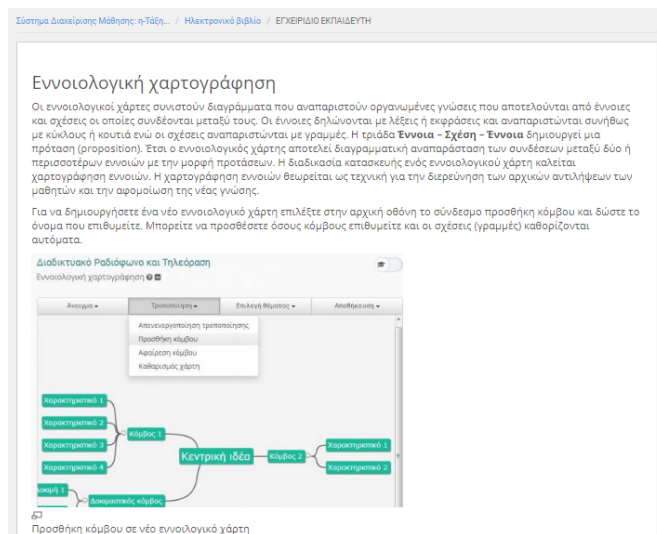 Σύστημα Διαχείρισης Μάθησης: η-Τάξη... / Ηλεκτρονικό βιβλίο / ΕΓΧΕΙΡΙΔΙΟ ΕΚΠΑΙΔΕΥΤΗ
Εννοιολογική χαρτογράφηση
Οι εννοιολογικοί χάρτες συνιστούν διαγράμματα που αναπαριστούν οργανωμένες γνώσεις που αποτελούνται από έννοιες
και σχέσεις οι οποίες συνδέονται μεταξύ τους. Οι έννοιες δηλώνονται με λέξεις ή εκφράσεις και αναπαριστώνται συνήθως
με κύκλους ή κουτιά ενώ οι σχέσεις αναπαριστώνται με γραμμές. Η τριάδα Έννοια – Σχέση – Έννοια δημιουργεί μια
πρόταση (proposition). Έτσι ο εννοιολογικός χάρτης αποτελεί διαγραμματική αναπαράσταση των συνδέσεων μεταξύ δύο ή
περισσοτέρων εννοιών με την μορφή προτάσεων. Η διαδικασία κατασκευής ενός εννοιολογικού χάρτη καλείται
χαρτογράφηση εννοιών. Η χαρτογράφηση εννοιών θεωρείται ως τεχνική για την διερεύνηση των αρχικών αντιλήψεων των
μαθητών και την αφομοίωση της νέας γνώσης.
Για να δημιουργήσετε ένα νέο εννοιολογικό χάρτη επιλέξτε στην αρχική οθόνη το σύνδεσμο προσθήκη κόμβου και δώστε το
όνομα που επιθυμείτε. Μπορείτε να προσθέσετε όσους κόμβους επιθυμείτε και οι σχέσεις (γραμμές) καθορίζονται
αυτόματα.
Διαδικτυακό Ραδιόφωνο και Τηλεόραση
Εννοιολογική χαρτογράφηση
Άνοιγμα Τροποποίηση Επιλογή θέματος Αποθήκευση
Απενενεργοποίηση τροποποίησης
Προσθήκη κόμβου
Αφαίρεση κόμβου
Καθαρισμός χάρτη
Χαρακτηριστικό 1
Χαρακτηριστικό 2
Χαρακτηριστικό 3
Χαρακτηριστικό 4
Κόμβος 1
Κεντρική ιδέα
Κόμβος 2
Χαρακτηριστικό 1
Χαρακτηριστικό 2
Δοκιμαστικός κόμβος
Προσθήκη κόμβου σε νέο εννοιλογικό χάρτη